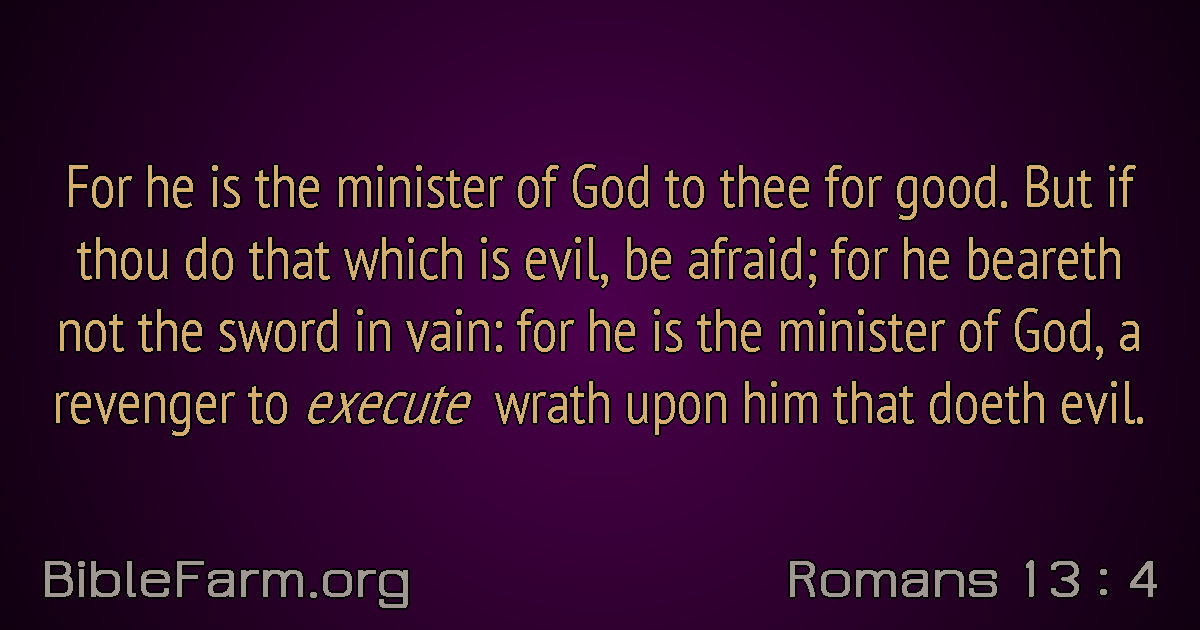 For he is the minister of God to thee for good. But if
thou do that which is evil, be afraid; for he beareth
not the sword in vain: for he is the minister of God, a
revenger to execute wrath upon him that doeth evil.
BibleFarm.org
Romans 13 : 4